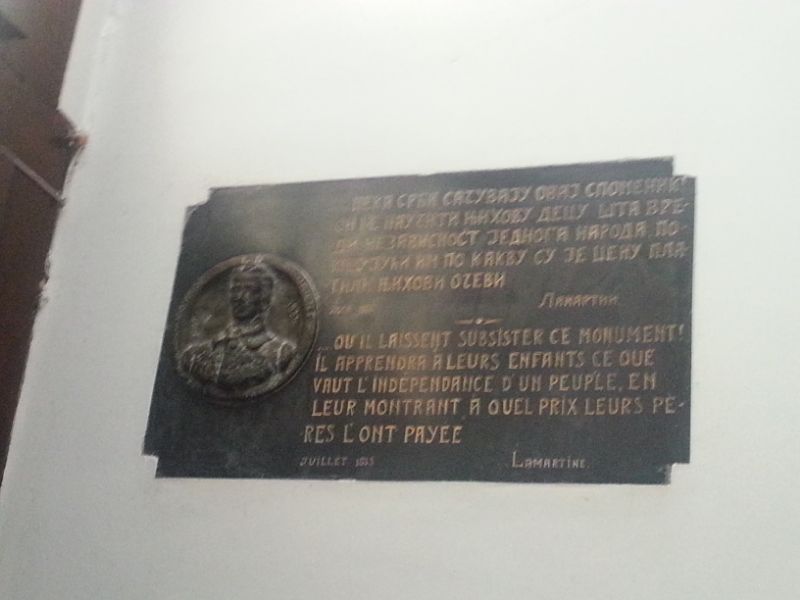 НЕКА СРБИ САЧУВАЈУ ОВАЈ СПОМЕНИК!
ОН ЋЕ НАУЧИТИ ЊИХОВУ ДЕЦУ ШТА ВРЕ-
ДИ НЕЗАВИСНОСТ ЈЕДНОГА НАРОДА ПО-
КАЗУЈУЋИ ИМ ПО КАКВУ СУ ЈЕ ЦЕНУ ПЛА-
ТИЛИ ЊИХОВИ ОЧЕВИ
ЛАМАРТИН
... QU'IL LAISSENT SUBSISTER CE MONUMENT!
IL APPRENDRA À LEURS ENFANTS CE QUE
VAUT L'INDÉPENDANCE D'UN PEUPLE, EN
LEUR MONTRANT À QUEL PRIX LEURS PE-
RES L'ONT PAYEE
JUILLET
LAMARTINE.